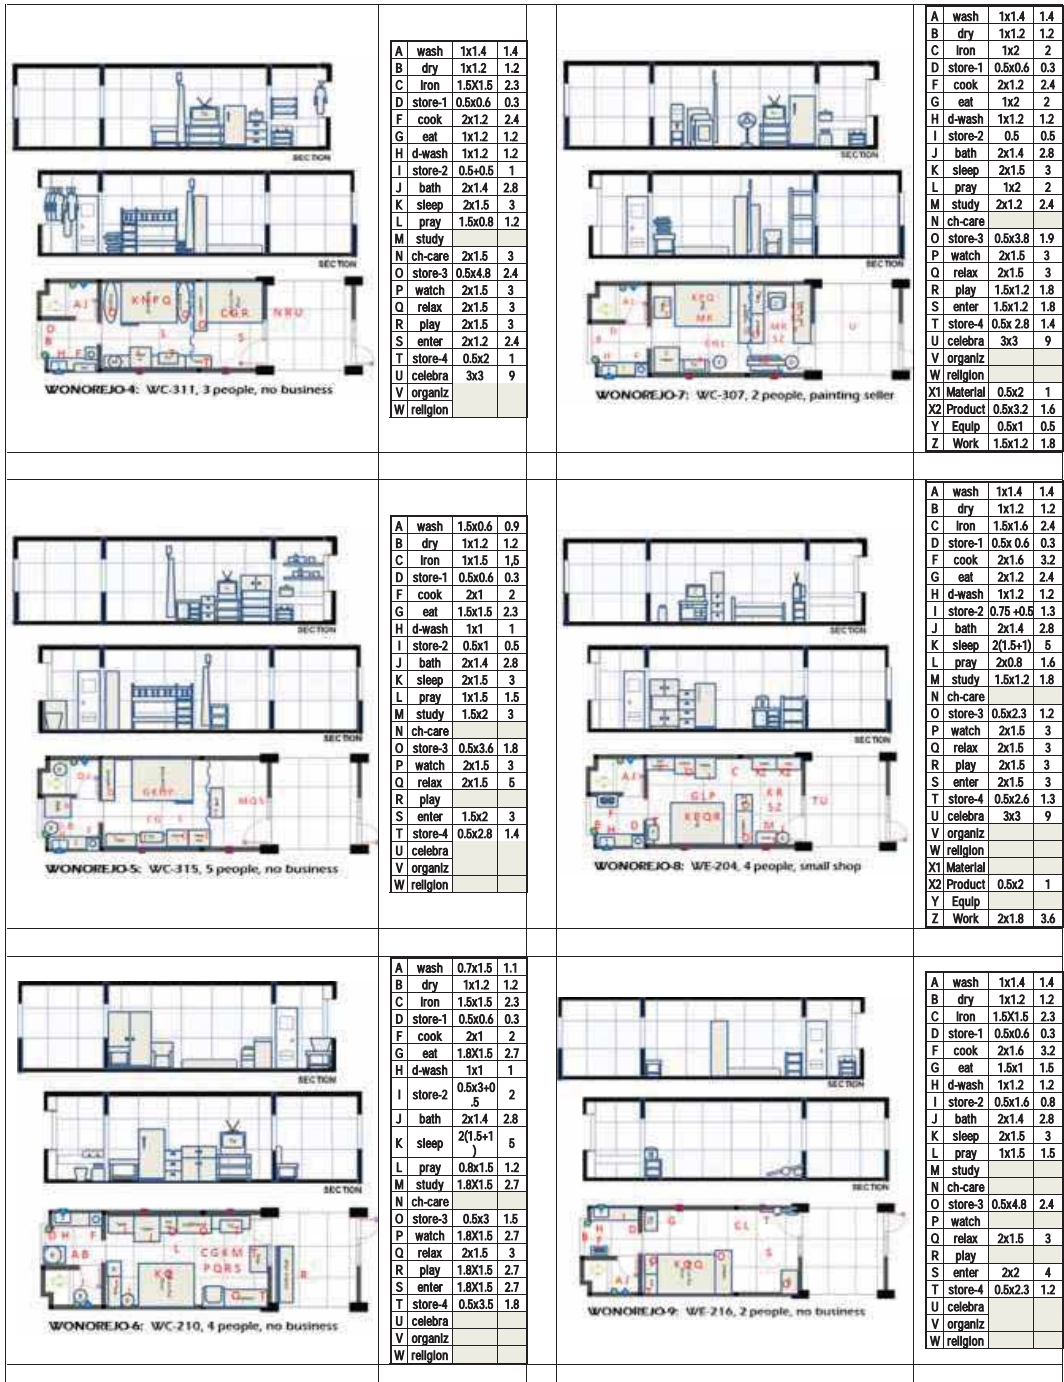 SECTION
SECTION
WONOREJO-4: WC-311, 3 people, no business
A wash 1x1.4 1.4
B dry 1x1.2 1.2
C Iron 1.5X1.5 2.3
D store-1 0.5x0.6 0.3
F cook 2x1.2 2.4
G eat 1x1.2 1.2
H d-wash 1x1.2 1.2
I store-2 0.5+0.5 1
J bath 2x1.4 2.8
K sleep 2x1.5 3
L pray 1.5x0.8 1.2
M study
N ch-care 2x1.5 3
O store-3 0.5x4.8 2.4
P watch 2x1.5 3
Q relax 2x1.5 3
R play 2x1.5 3
S enter 2x1.2 2.4
T store-4 0.5x2 1
U celebra 3x3 9
V organiz
W religion
SECTION
SECTION
WONOREJO-7: WC-307, 2 people, painting seller
A wash 1x1.4 1.4
B dry 1x1.2 1.2
C Iron 1x2 2
D store-1 0.5x0.6 0.3
F cook 2x1.2 2.4
G eat 1x2 2
H d-wash 1x1.2 1.2
I store-2 0.5 0.5
J bath 2x1.4 2.8
K sleep 2x1.5 3
L pray 1x2 2
M study 2x1.2 2.4
N ch-care
O store-3 0.5x3.8 1.9
P watch 2x1.5 3
Q relax 2x1.5 3
R play 1.5x1.2 1.8
S enter 1.5x1.2 1.8
T store-4 0.5x 2.8 1.4
U celebra 3x3 9
V organiz
W religion
X1 Material 0.5x2 1
X2 Product 0.5x3.2 1.6
Y Equip 0.5x1 0.5
Z Work 1.5x1.2 1.8
SECTION
SECTION
WONOREJO-5: WC-315, 5 people, no business
A wash 1.5x0.6 0.9
B dry 1x1.2 1.2
C Iron 1x1.5 1,5
D store-1 0.5x0.6 0.3
F cook 2x1 2
G eat 1.5x1.5 2.3
H d-wash 1x1 1
I store-2 0.5x1 0.5
J bath 2x1.4 2.8
K sleep 2x1.5 3
L pray 1x1.5 1.5
M study 1.5x2 3
N ch-care
O store-3 0.5x3.6 1.8
P watch 2x1.5 3
Q relax 2x1.5 5
R play
S enter 1.5x2 3
T store-4 0.5x2.8 1.4
U celebra
V organiz
W religion
SECTION
SECTION
WONOREJO-8: WE-204, 4 people, small shop
A wash 1x1.4 1.4
B dry 1x1.2 1.2
C Iron 1.5x1.6 2.4
D store-1 0.5x 0.6 0.3
F cook 2x1.6 3.2
G eat 2x1.2 2.4
H d-wash 1x1.2 1.2
I store-2 0.75 +0.5 1.3
J bath 2x1.4 2.8
K sleep 2(1.5+1) 5
L pray 2x0.8 1.6
M study 1.5x1.2 1.8
N ch-care
O store-3 0.5x2.3 1.2
P watch 2x1.5 3
Q relax 2x1.5 3
R play 2x1.5 3
S enter 2x1.5 3
T store-4 0.5x2.6 1.3
U celebra 3x3 9
V organiz
W religion
X1 Material
X2 Product 0.5x2 1
Y Equip
Z Work 2x1.8 3.6
SECTION
SECTION
WONOREJO-6: WC-210, 4 people, no business
A wash 0.7x1.5 1.1
B dry 1x1.2 1.2
C Iron 1.5x1.5 2.3
D store-1 0.5x0.6 0.3
F cook 2x1 2
G eat 1.8X1.5 2.7
H d-wash 1x1 1
I store-2 0.5x3+0
.5 2
J bath 2x1.4 2.8
K sleep 2(1.5+1
) 5
L pray 0.8x1.5 1.2
M study 1.8X1.5 2.7
N ch-care
O store-3 0.5x3 1.5
P watch 1.8X1.5 2.7
Q relax 2x1.5 3
R play 1.8X1.5 2.7
S enter 1.8X1.5 2.7
T store-4 0.5x3.5 1.8
U celebra
V organiz
W religion
SECTION
SECTION
WONOREJO-9: WE-216, 2 people, no business
A wash 1x1.4 1.4
B dry 1x1.2 1.2
C Iron 1.5X1.5 2.3
D store-1 0.5x0.6 0.3
F cook 2x1.6 3.2
G eat 1.5x1 1.5
H d-wash 1x1.2 1.2
I store-2 0.5x1.6 0.8
J bath 2x1.4 2.8
K sleep 2x1.5 3
L pray 1x1.5 1.5
M study
N ch-care
O store-3 0.5x4.8 2.4
P watch
Q relax 2x1.5 3
R play
S enter 2x2 4
T store-4 0.5x2.3 1.2
U celebra
V organiz
W religion